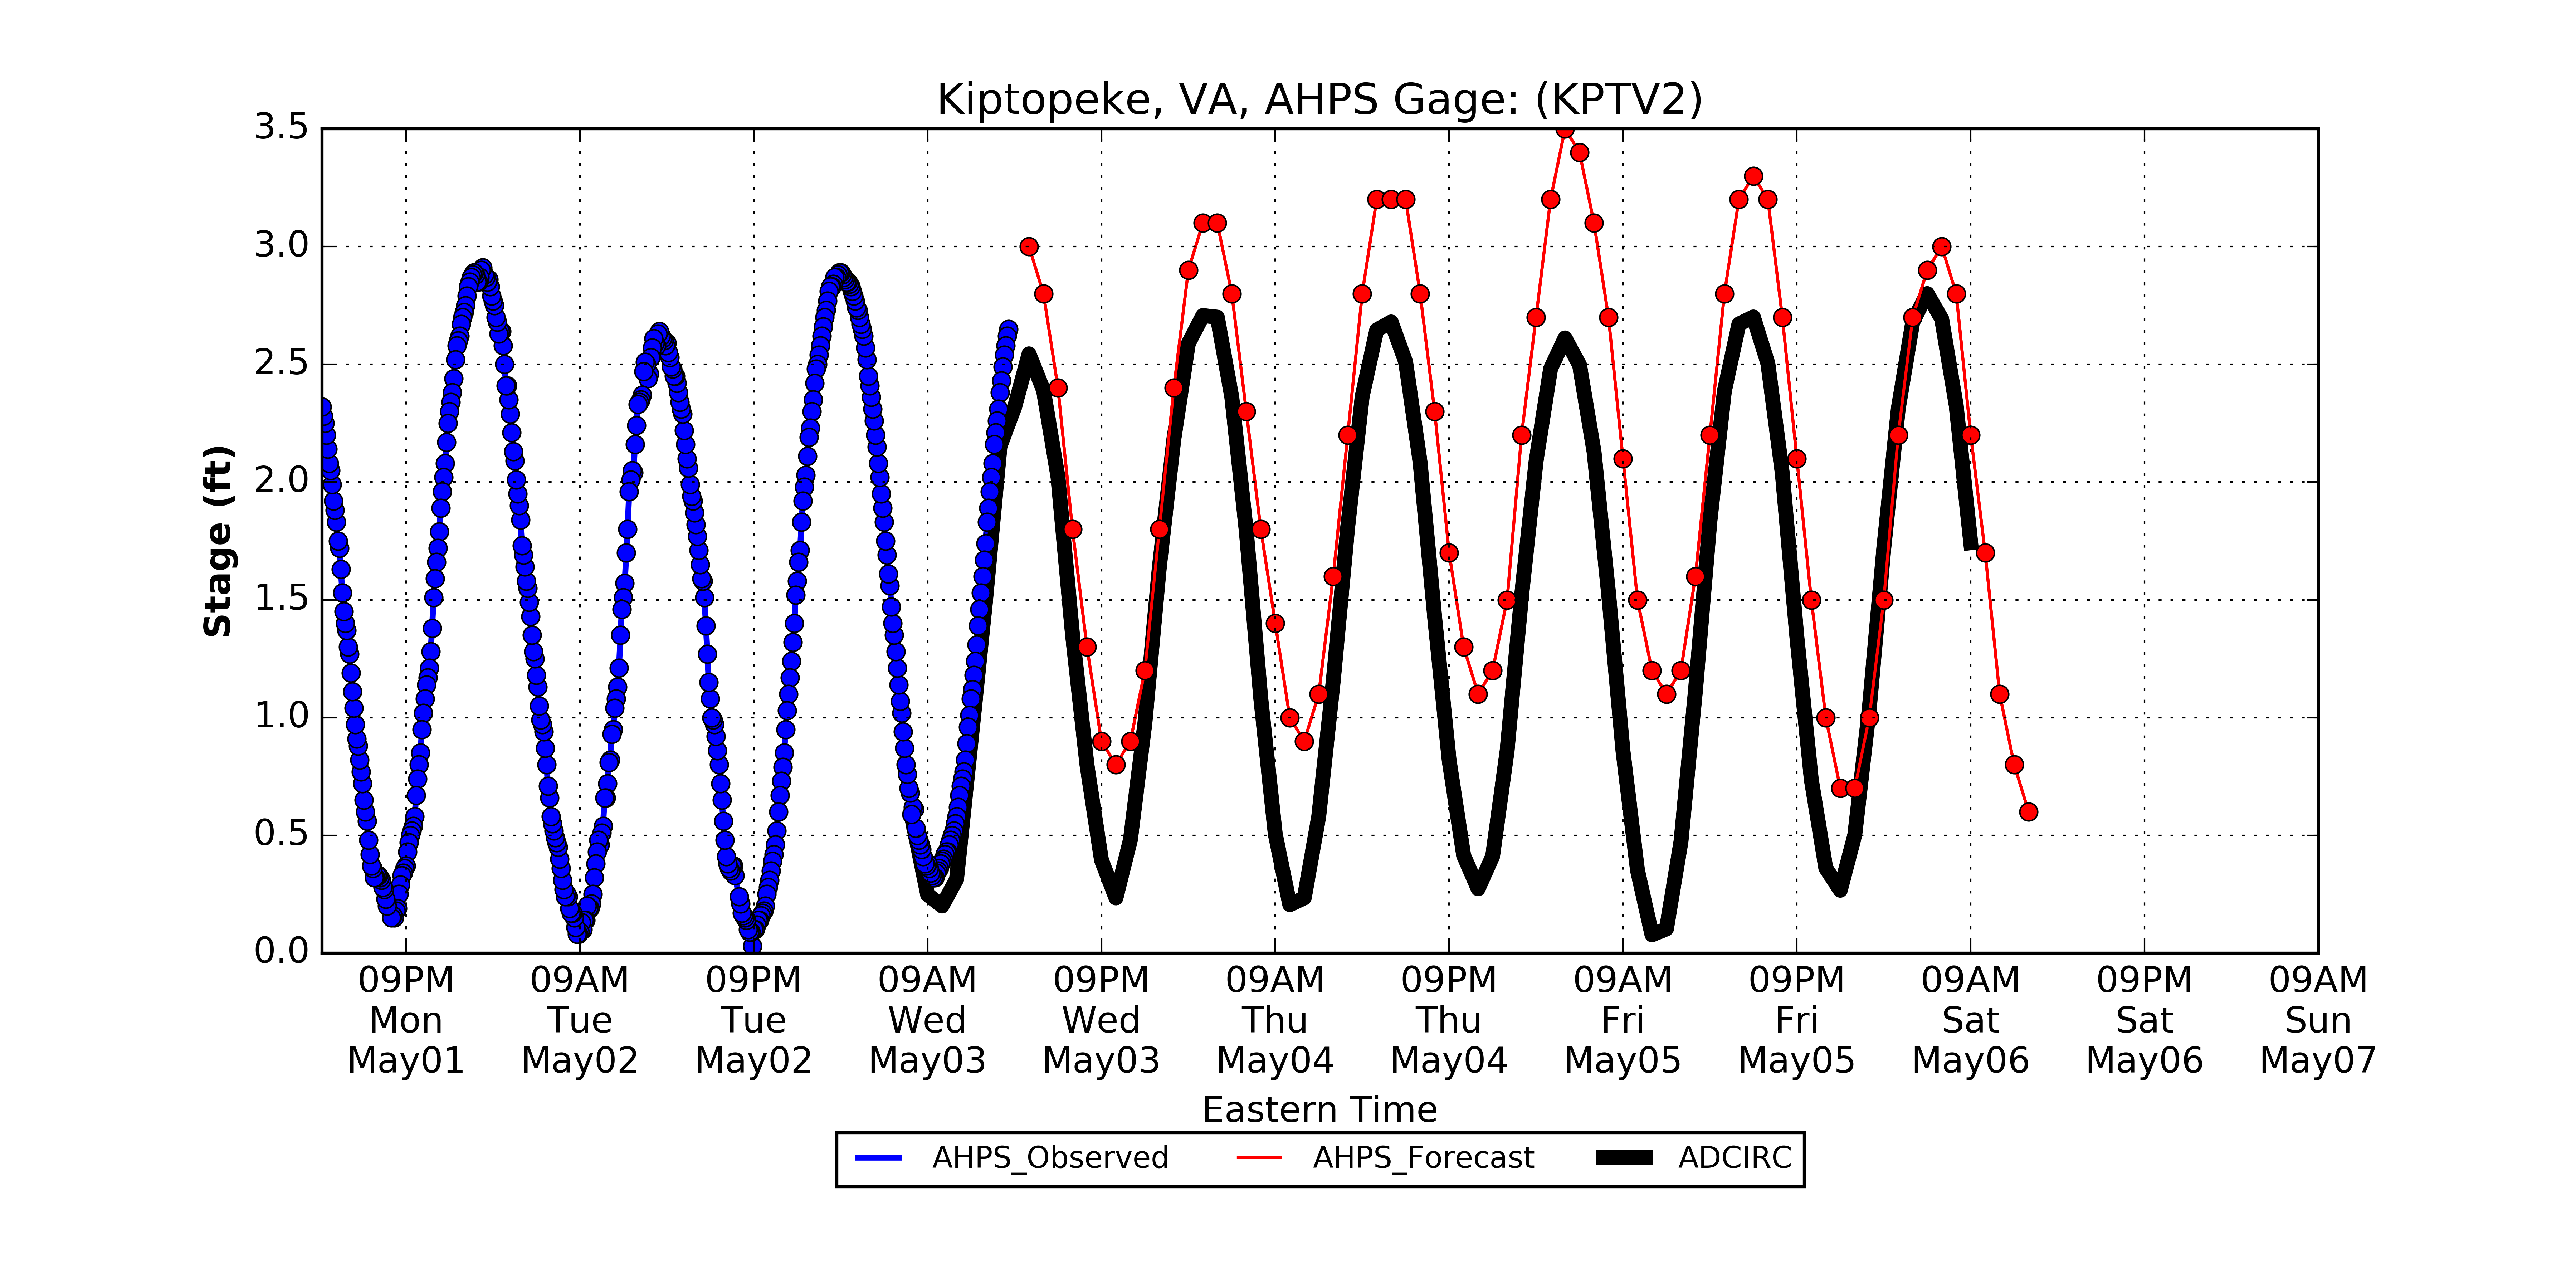 Kiptopeke, VA, AHPS Gage: (KPTV2)
3.5
3.0
2.5
2.0
1.5
1.0
0.5
0.0
Stage (ft)
09PM 09AM 09PM 09AM 09PM 09AM 09PM 09AM 09PM 09AM 09PM 09AM
Mon Tue Tue Wed Wed Thu Thu Fri Fri Sat Sat Sun
May01 May02 May02 May03 May03 May04 May04 May05 May05 May06 May06 May07
Eastern Time
AHPS_Observed AHPS_Forecast ADCIRC